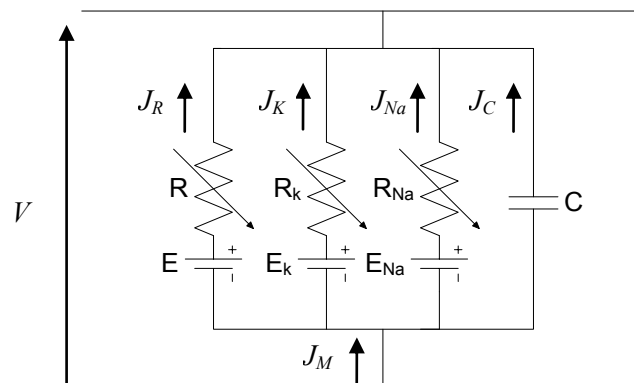 J_R J_K J_Na J_C
V R R_k R_Na C
+ + +
E E_k E_Na
− − −
J_M